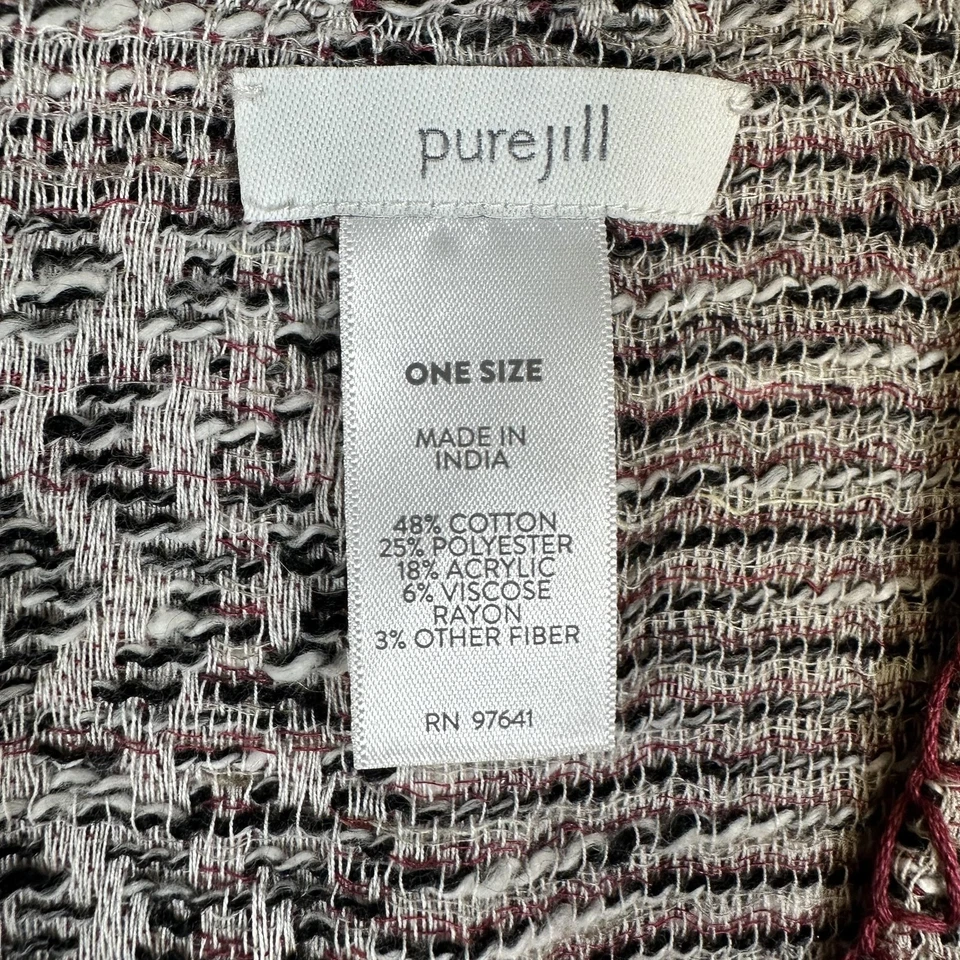 purejill
ONE SIZE
MADE IN
INDIA
48% COTTON
25% POLYESTER
18% ACRYLIC
6% VISCOSE
RAYON
3% OTHER FIBER
RN 97641